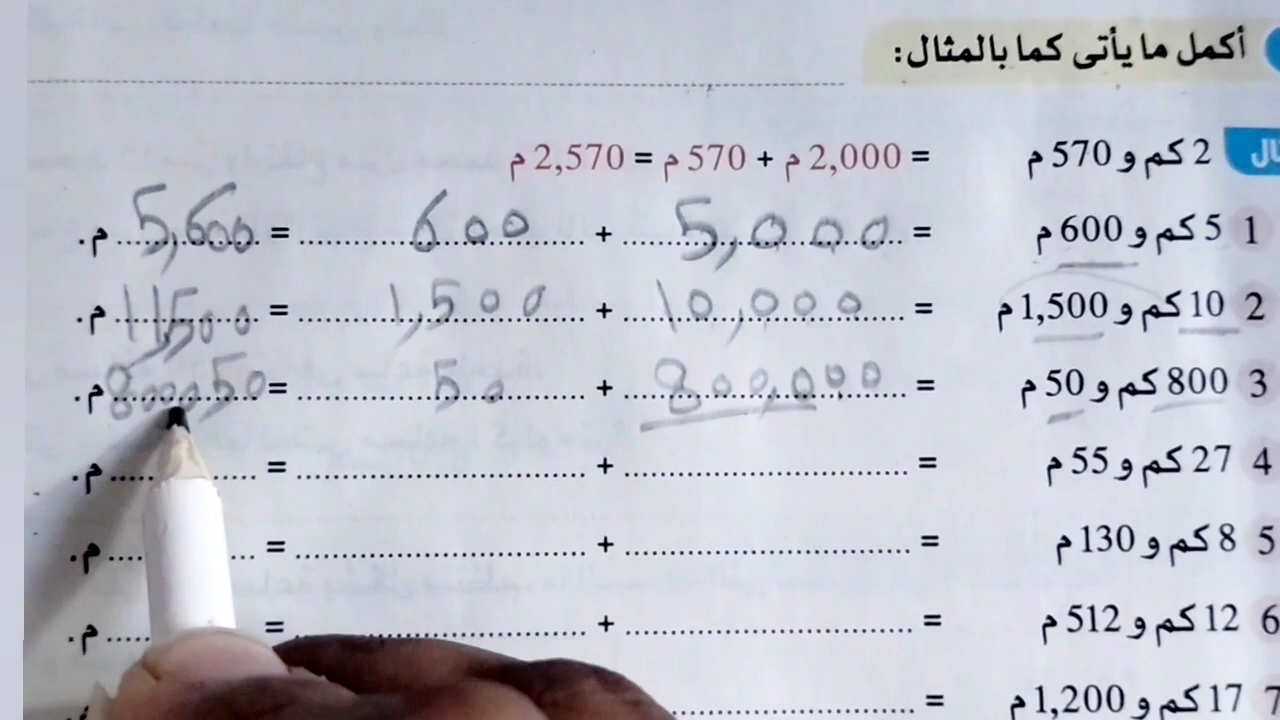 أكمل ما يأتى كما بالمثال:
2 كم و 570 م = 2,000 م + 570 م = 2,570 م
1 5 كم و 600 م = 5,000 + 600 = 5,600 م.
2 10 كم و 1,500 م = 10,000 + 1,500 = 11,500 م.
3 800 كم و 50 م = 800,000 + 50 = م.
4 27 كم و 55 م = + = م.
5 8 كم و 130 م = + = م.
6 12 كم و 512 م = + = م.
7 17 كم و 1,200 م =